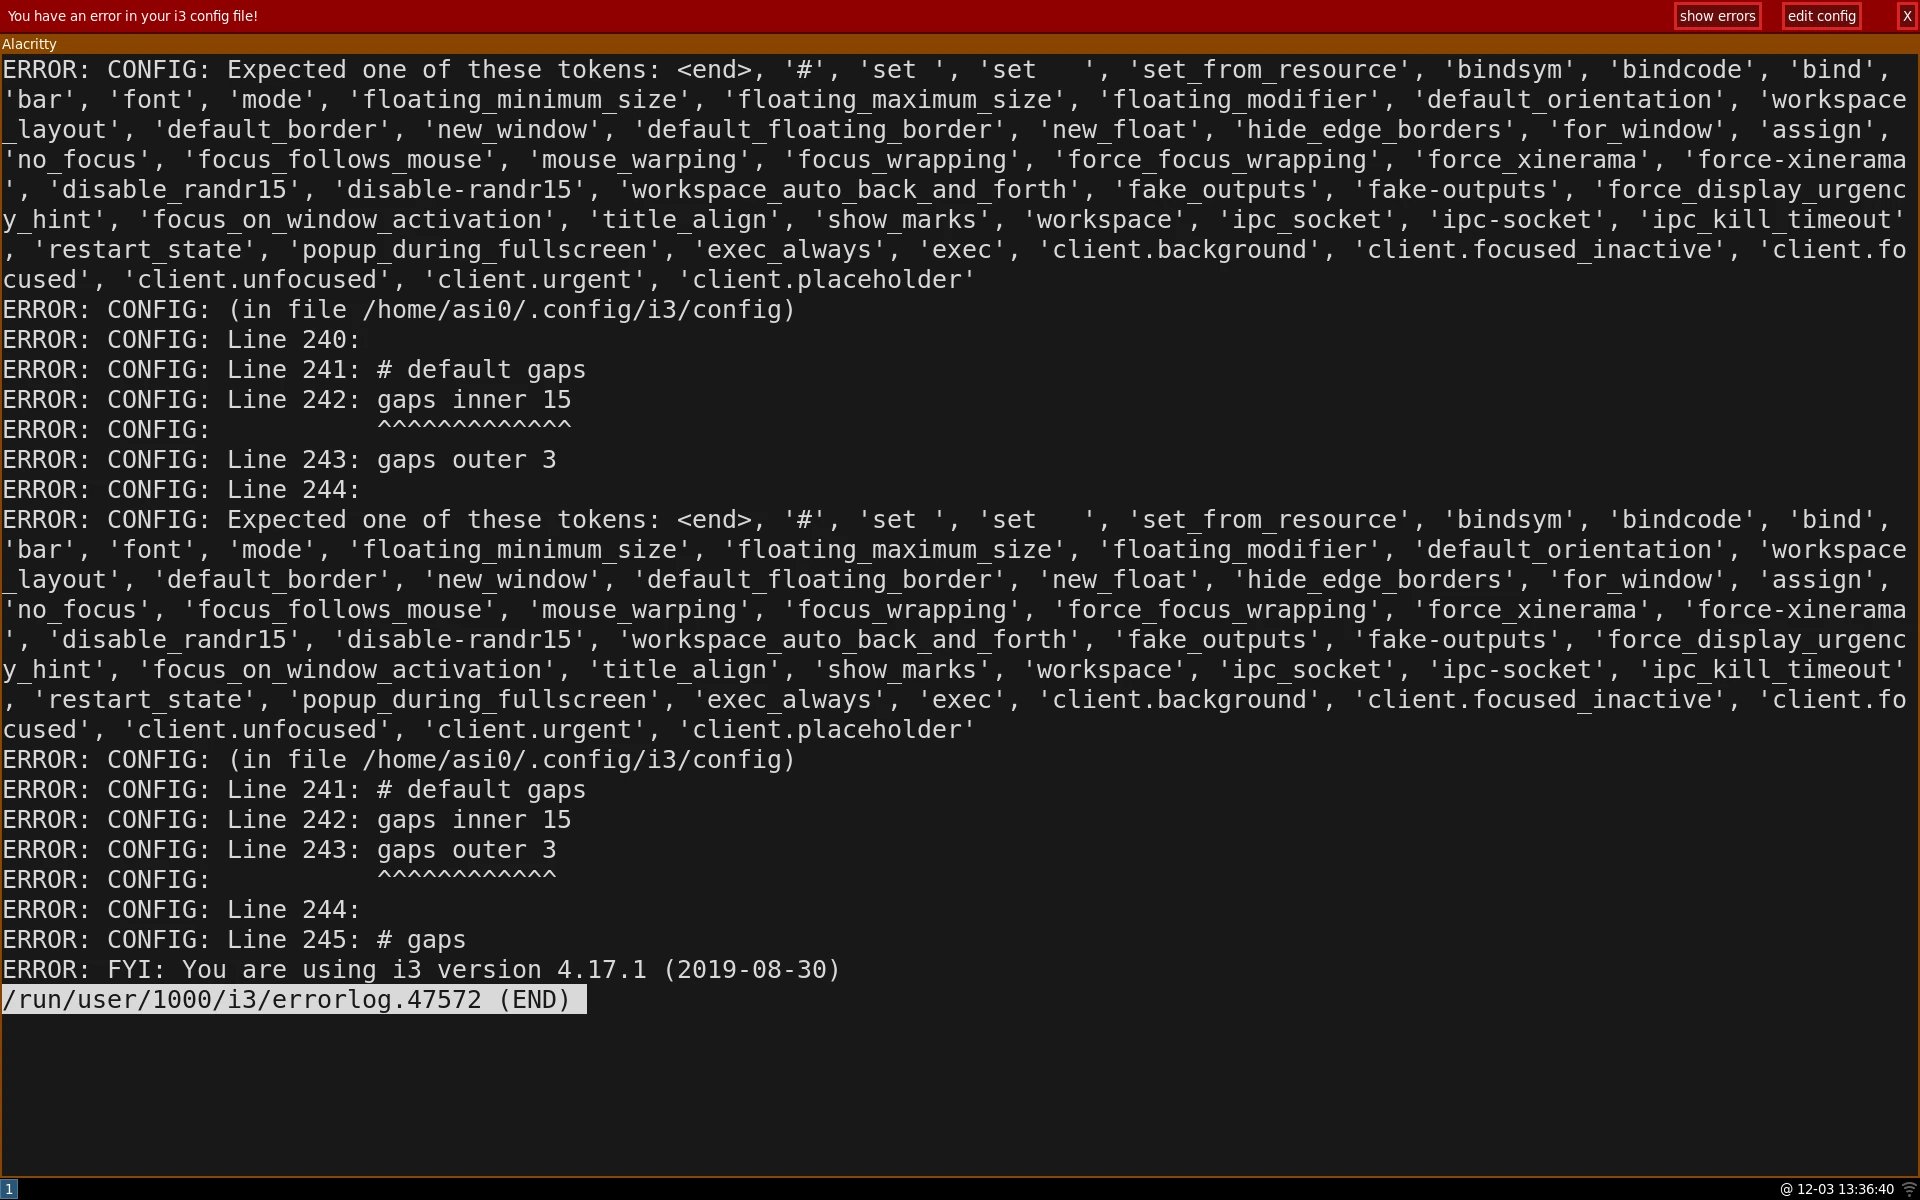 You have an error in your i3 config file!
show errors
edit config
X
Alacritty
ERROR: CONFIG: Expected one of these tokens: <end>, '#', 'set ', 'set   ', 'set_from_resource', 'bindsym', 'bindcode', 'bind',
'bar', 'font', 'mode', 'floating_minimum_size', 'floating_maximum_size', 'floating_modifier', 'default_orientation', 'workspace
_layout', 'default_border', 'new_window', 'default_floating_border', 'new_float', 'hide_edge_borders', 'for_window', 'assign',
'no_focus', 'focus_follows_mouse', 'mouse_warping', 'focus_wrapping', 'force_focus_wrapping', 'force_xinerama', 'force-xinerama
', 'disable_randr15', 'disable-randr15', 'workspace_auto_back_and_forth', 'fake_outputs', 'fake-outputs', 'force_display_urgenc
y_hint', 'focus_on_window_activation', 'title_align', 'show_marks', 'workspace', 'ipc_socket', 'ipc-socket', 'ipc_kill_timeout'
, 'restart_state', 'popup_during_fullscreen', 'exec_always', 'exec', 'client.background', 'client.focused_inactive', 'client.fo
cused', 'client.unfocused', 'client.urgent', 'client.placeholder'
ERROR: CONFIG: (in file /home/asi0/.config/i3/config)
ERROR: CONFIG: Line 240:
ERROR: CONFIG: Line 241: # default gaps
ERROR: CONFIG: Line 242: gaps inner 15
ERROR: CONFIG:           ^^^^^^^^^^^^^
ERROR: CONFIG: Line 243: gaps outer 3
ERROR: CONFIG: Line 244:
ERROR: CONFIG: Expected one of these tokens: <end>, '#', 'set ', 'set   ', 'set_from_resource', 'bindsym', 'bindcode', 'bind',
'bar', 'font', 'mode', 'floating_minimum_size', 'floating_maximum_size', 'floating_modifier', 'default_orientation', 'workspace
_layout', 'default_border', 'new_window', 'default_floating_border', 'new_float', 'hide_edge_borders', 'for_window', 'assign',
'no_focus', 'focus_follows_mouse', 'mouse_warping', 'focus_wrapping', 'force_focus_wrapping', 'force_xinerama', 'force-xinerama
', 'disable_randr15', 'disable-randr15', 'workspace_auto_back_and_forth', 'fake_outputs', 'fake-outputs', 'force_display_urgenc
y_hint', 'focus_on_window_activation', 'title_align', 'show_marks', 'workspace', 'ipc_socket', 'ipc-socket', 'ipc_kill_timeout'
, 'restart_state', 'popup_during_fullscreen', 'exec_always', 'exec', 'client.background', 'client.focused_inactive', 'client.fo
cused', 'client.unfocused', 'client.urgent', 'client.placeholder'
ERROR: CONFIG: (in file /home/asi0/.config/i3/config)
ERROR: CONFIG: Line 241: # default gaps
ERROR: CONFIG: Line 242: gaps inner 15
ERROR: CONFIG: Line 243: gaps outer 3
ERROR: CONFIG:           ^^^^^^^^^^^^
ERROR: CONFIG: Line 244:
ERROR: CONFIG: Line 245: # gaps
ERROR: FYI: You are using i3 version 4.17.1 (2019-08-30)
/run/user/1000/i3/errorlog.47572 (END)
1
@ 12-03 13:36:40